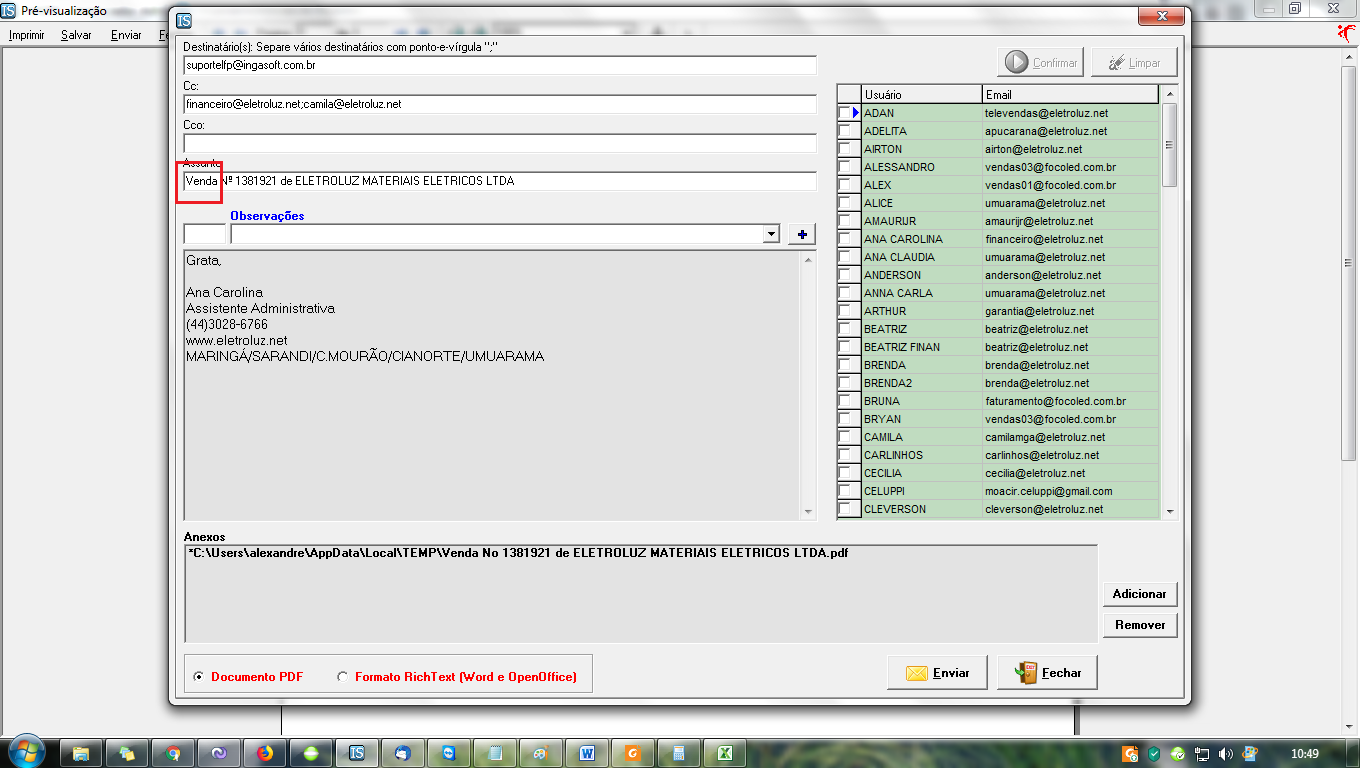 IS Pré-visualização
Imprimir Salvar Enviar
IS
Destinatário(s): Separe vários destinatários com ponto-e-vírgula ";"
suportelfp@ingasoft.com.br
Confirmar Limpar
Cc:
financeiro@eletroluz.net;camila@eletroluz.net
Cco:
Assunto
Venda Nº 1381921 de ELETROLUZ MATERIAIS ELETRICOS LTDA
Observações
+
Grata,
Ana Carolina
Assistente Administrativa
(44)3028-6766
www.eletroluz.net
MARINGÁ/SARANDI/C.MOURÃO/CIANORTE/UMUARAMA
Usuário Email
ADAN televendas@eletroluz.net
ADELITA apucarana@eletroluz.net
AIRTON airton@eletroluz.net
ALESSANDRO vendas03@focoled.com.br
ALEX vendas01@focoled.com.br
ALICE umuarama@eletroluz.net
AMAURIJR amaurijr@eletroluz.net
ANA CAROLINA financeiro@eletroluz.net
ANA CLAUDIA umuarama@eletroluz.net
ANDERSON anderson@eletroluz.net
ANNA CARLA umuarama@eletroluz.net
ARTHUR garantia@eletroluz.net
BEATRIZ beatriz@eletroluz.net
BEATRIZ FINAN beatriz@eletroluz.net
BRENDA brenda@eletroluz.net
BRENDA2 brenda@eletroluz.net
BRUNA faturamento@focoled.com.br
BRYAN vendas03@focoled.com.br
CAMILA camilamga@eletroluz.net
CARLINHOS carlinhos@eletroluz.net
CECILIA cecilia@eletroluz.net
CELUPPI moacir.celuppi@gmail.com
CLEVERSON cleverson@eletroluz.net
Anexos
*C:\Users\alexandre\AppData\Local\TEMP\Venda No 1381921 de ELETROLUZ MATERIAIS ELETRICOS LTDA.pdf
Adicionar
Remover
Documento PDF Formato RichText (Word e OpenOffice)
Enviar Fechar
IS
10:49